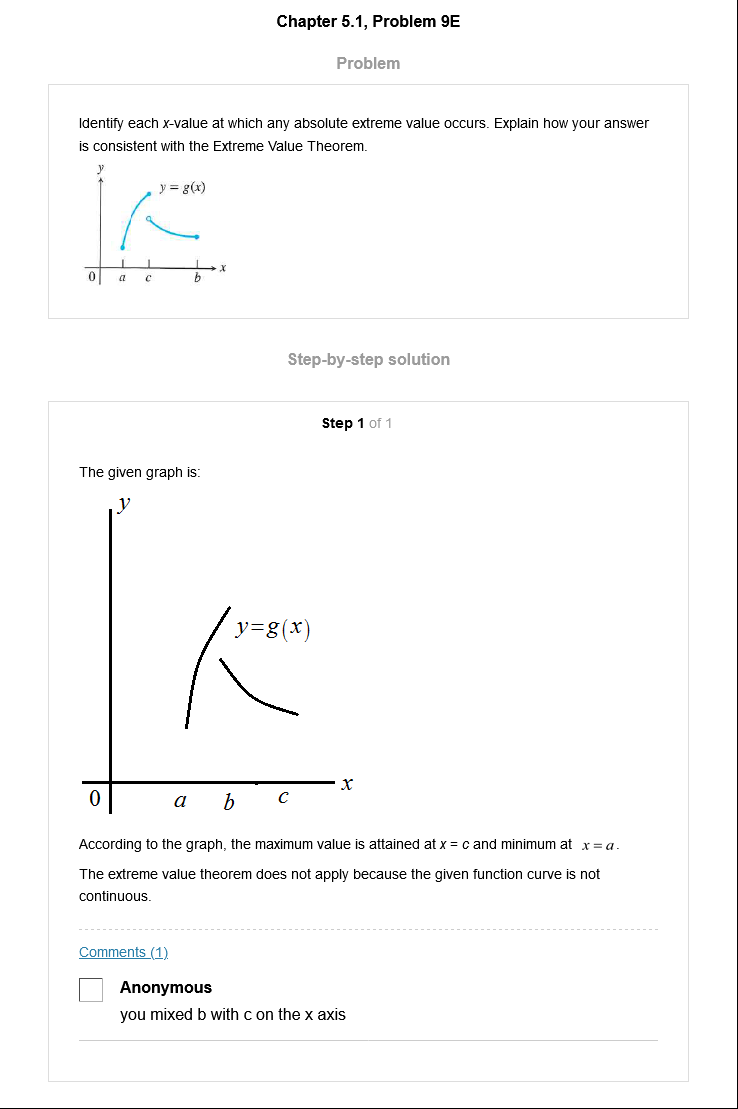 Chapter 5.1, Problem 9E
Problem
Identify each x-value at which any absolute extreme value occurs. Explain how your answer
is consistent with the Extreme Value Theorem.
y
y = g(x)
x
0 a c b
Step-by-step solution
Step 1 of 1
The given graph is:
y
y=g(x)
x
0 a b c
According to the graph, the maximum value is attained at x = c and minimum at x = a.
The extreme value theorem does not apply because the given function curve is not
continuous.
Comments (1)
Anonymous
you mixed b with c on the x axis